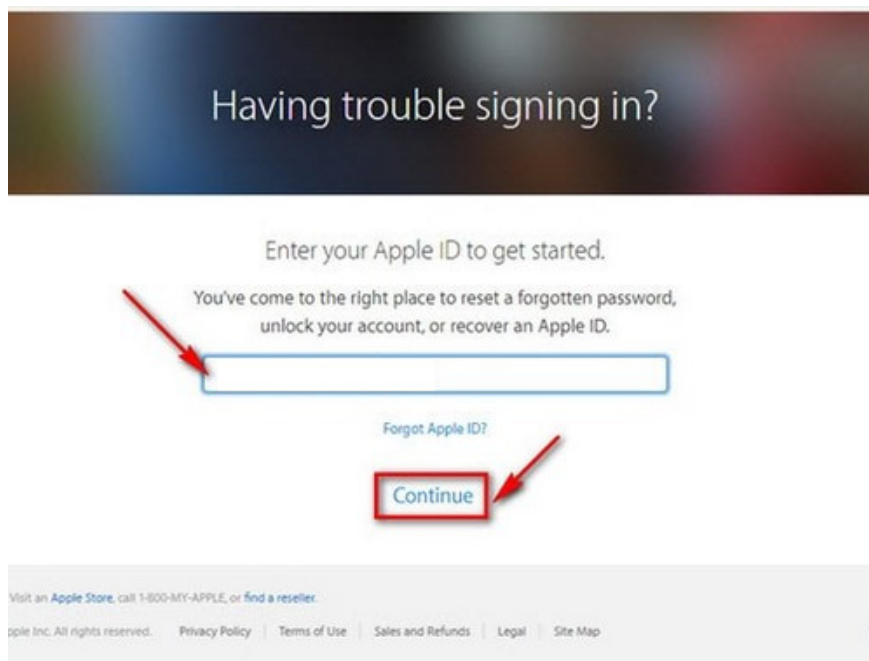 Having trouble signing in?
Enter your Apple ID to get started.
You've come to the right place to reset a forgotten password,
unlock your account, or recover an Apple ID.
Forgot Apple ID?
Continue
Visit an Apple Store, call 1-800-MY-APPLE, or find a reseller.
pple Inc. All rights reserved. Privacy Policy | Terms of Use | Sales and Refunds | Legal | Site Map